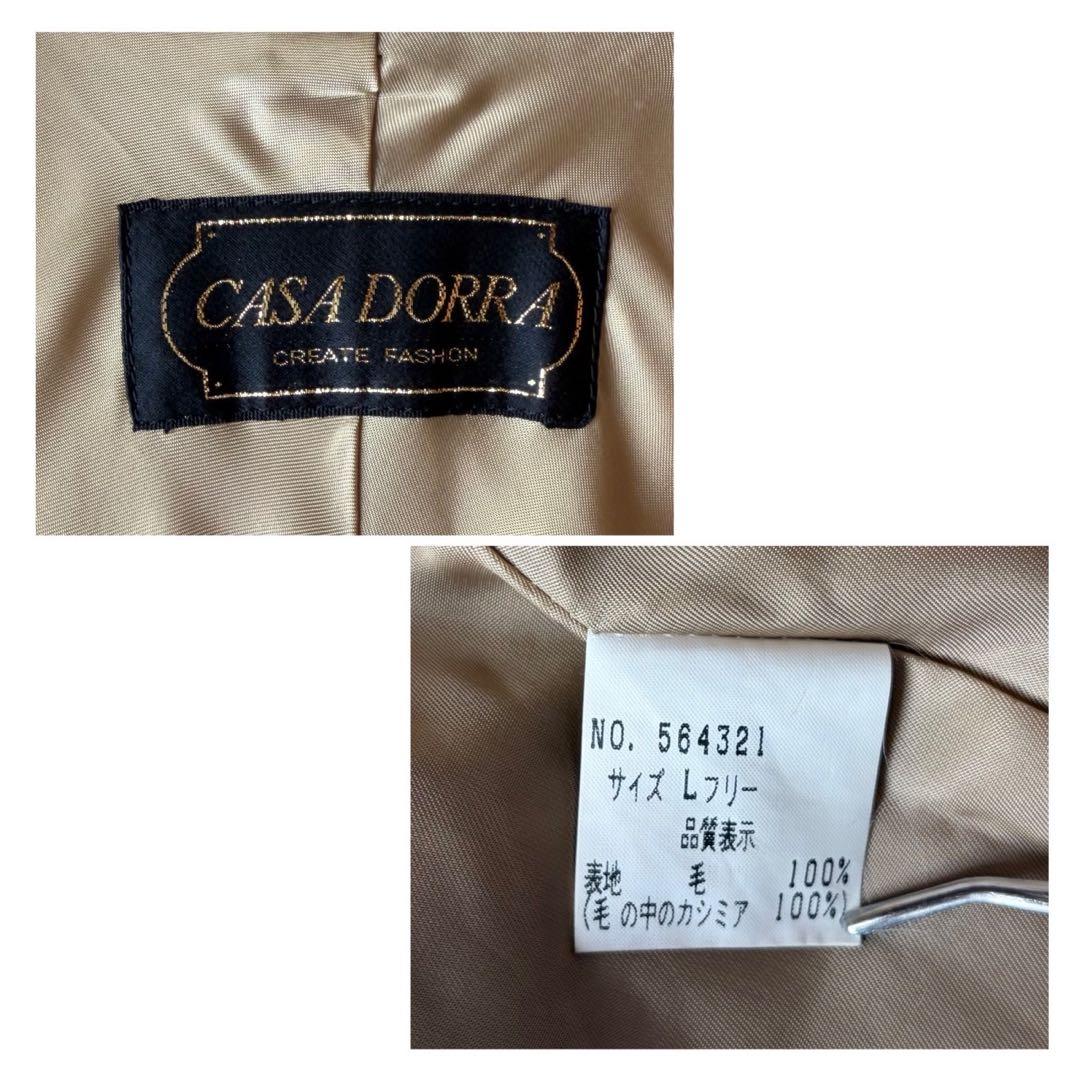 CASA DORRA
CREATE FASHON
NO. 564321
サイズ Lフリー
品質表示
表地 毛 100%
(毛の中のカシミア 100%)